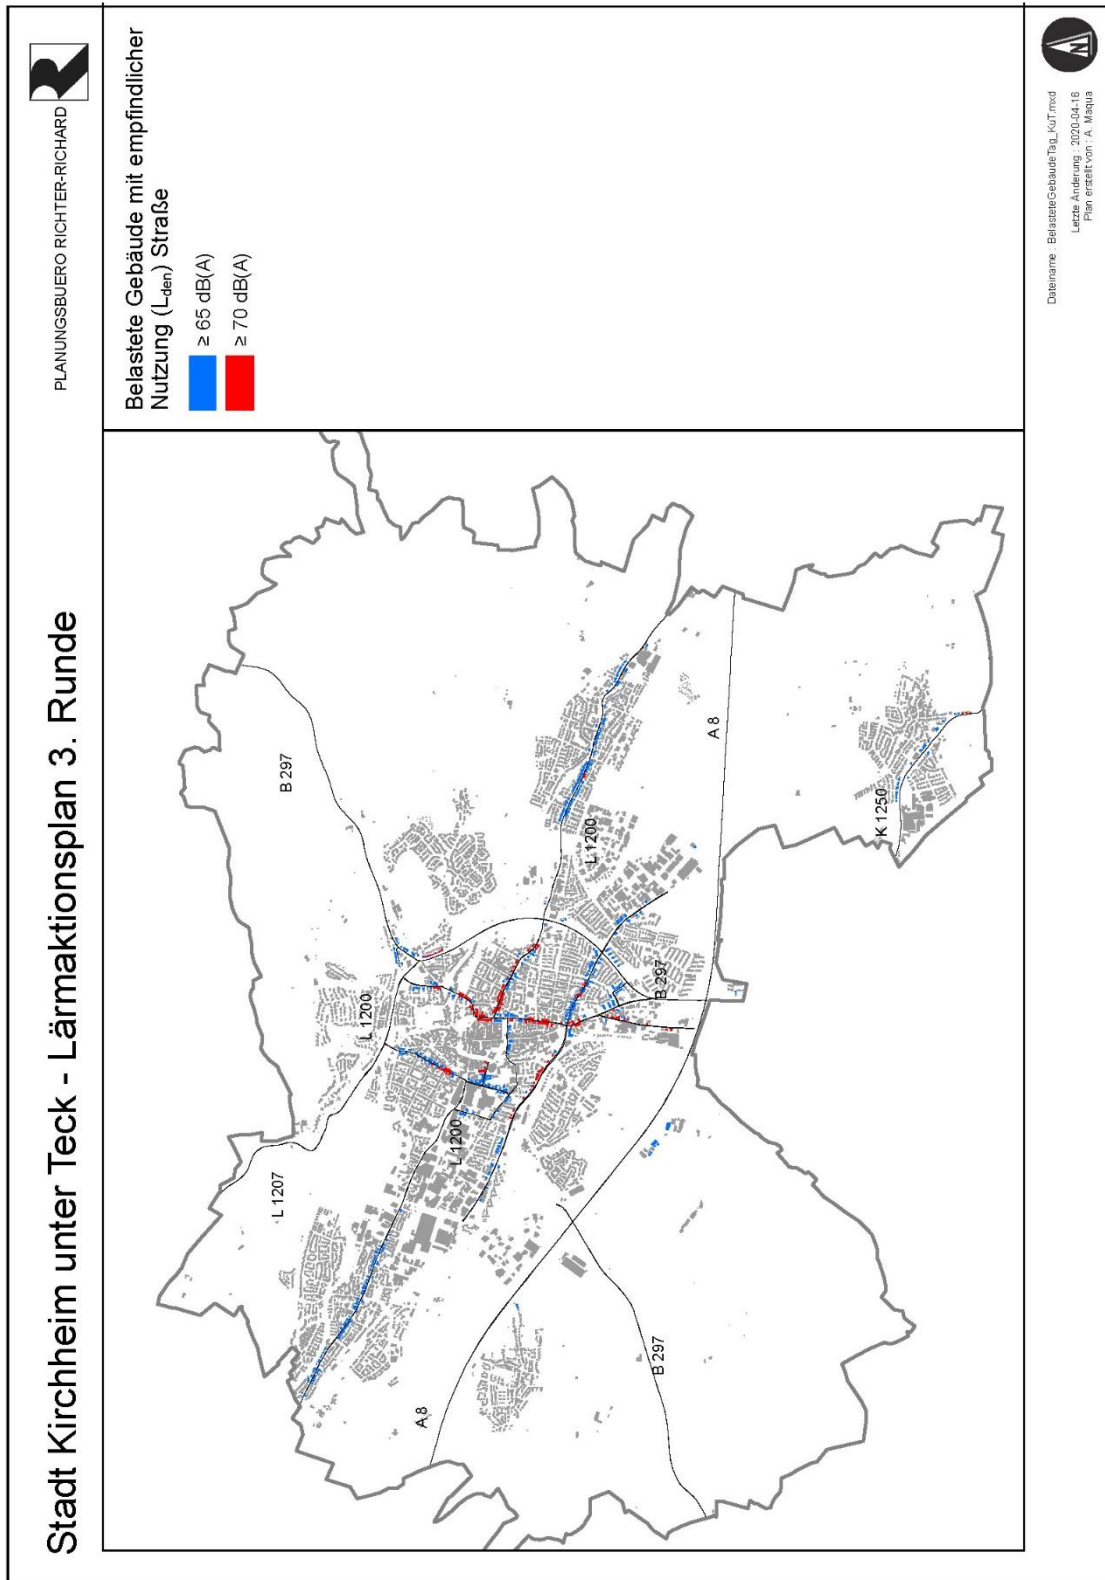 Stadt Kirchheim unter Teck - Lärmaktionsplan 3. Runde
PLANUNGSBUERO RICHTER-RICHARD
R
Belastete Gebäude mit empfindlicher
Nutzung (Lden) Straße
≥ 65 dB(A)
≥ 70 dB(A)
B 297
L 1200
L 1207
L 1200
L 1200
A 8
K 1250
B 297
B 297
A 8
N
Dateiname : BelasteteGebäudeTag_KuT.mxd
Letzte Änderung : 2020-04-16
Plan erstellt von : A. Maqua